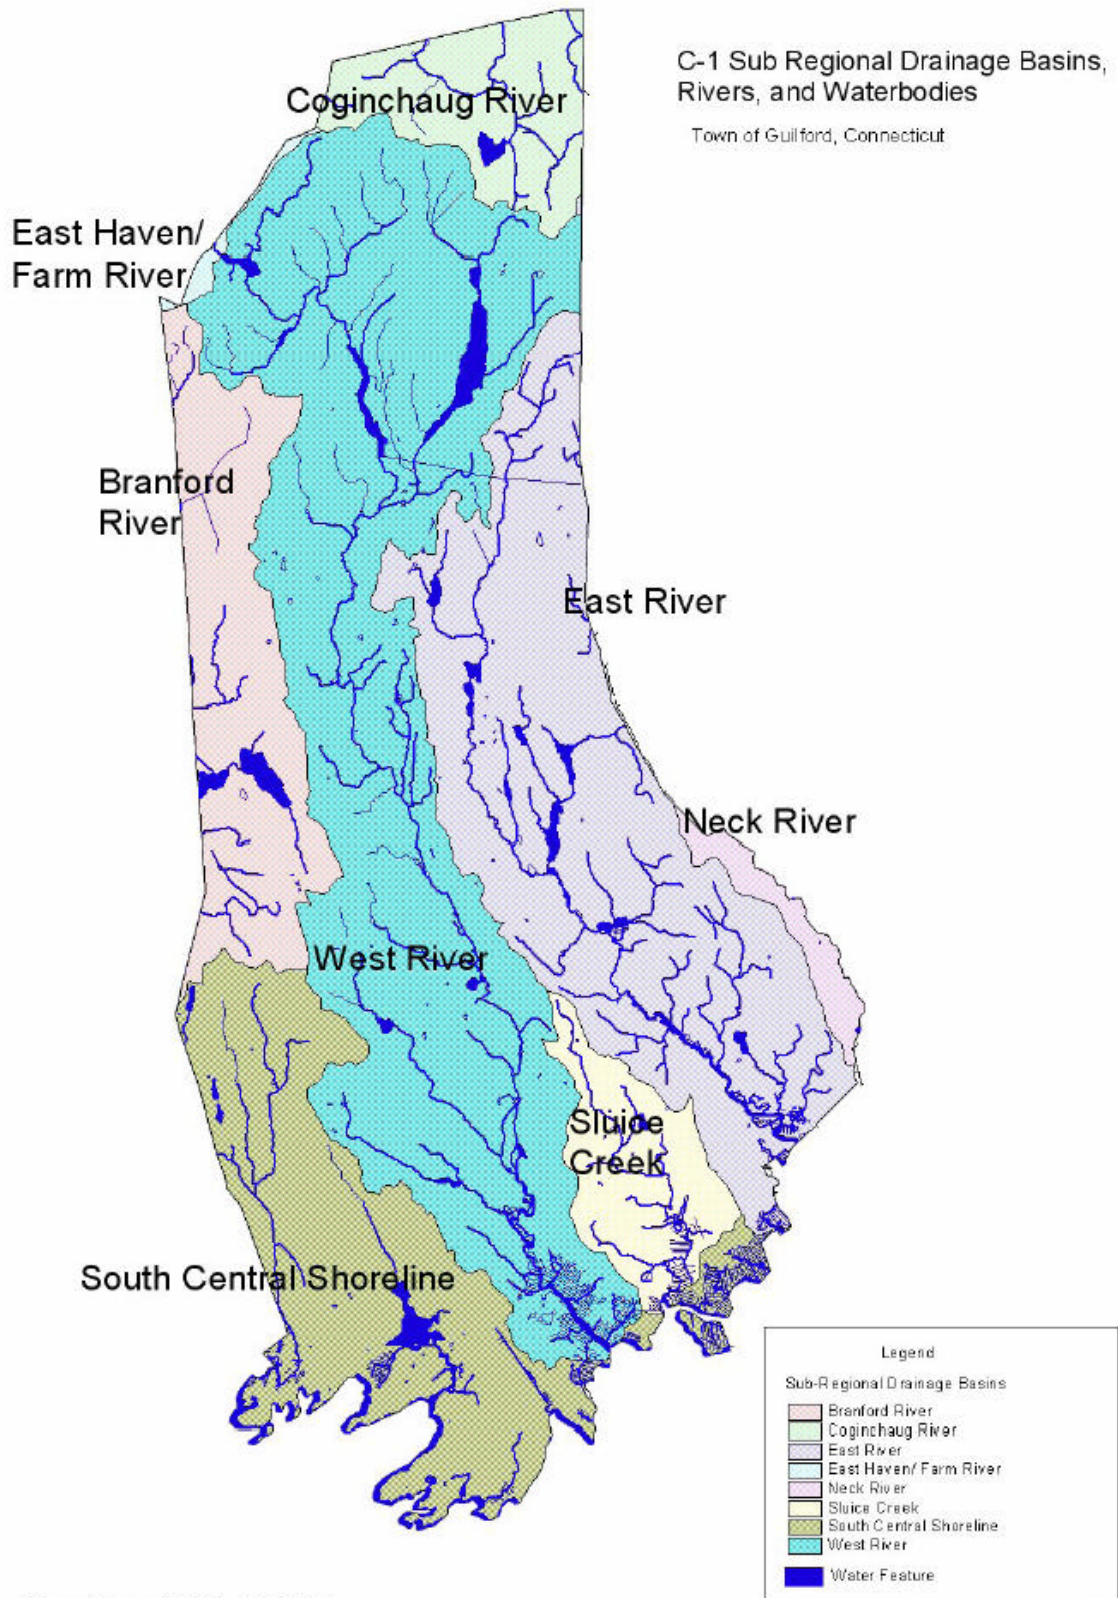 C-1 Sub Regional Drainage Basins,
Rivers, and Waterbodies
Town of Guilford, Connecticut
Coginchaug River
East Haven/
Farm River
Branford
River
East River
Neck River
West River
Sluice
Creek
South Central Shoreline
Legend
Sub-Regional Drainage Basins
Branford River
Coginchaug River
East River
East Haven/ Farm River
Neck River
Sluice Creek
South Central Shoreline
West River
Water Feature